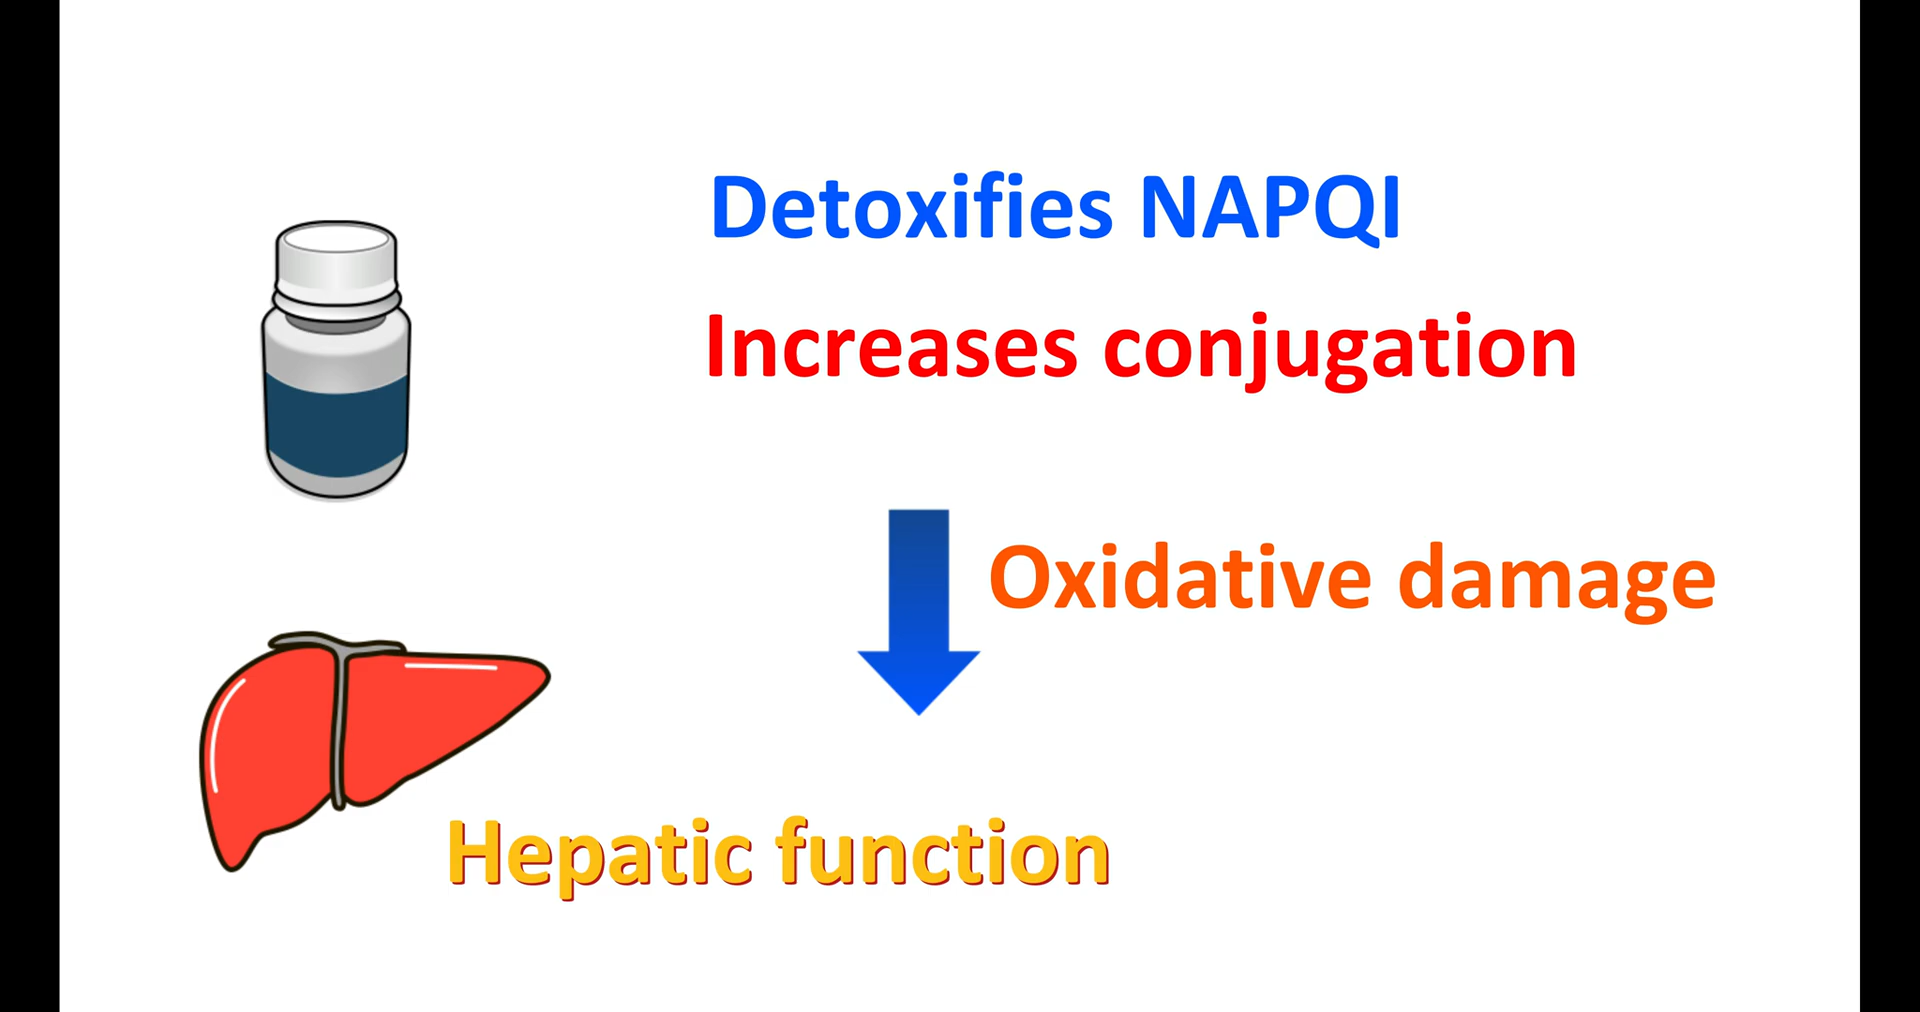 Detoxifies NAPQI
Increases conjugation
Oxidative damage
Hepatic function